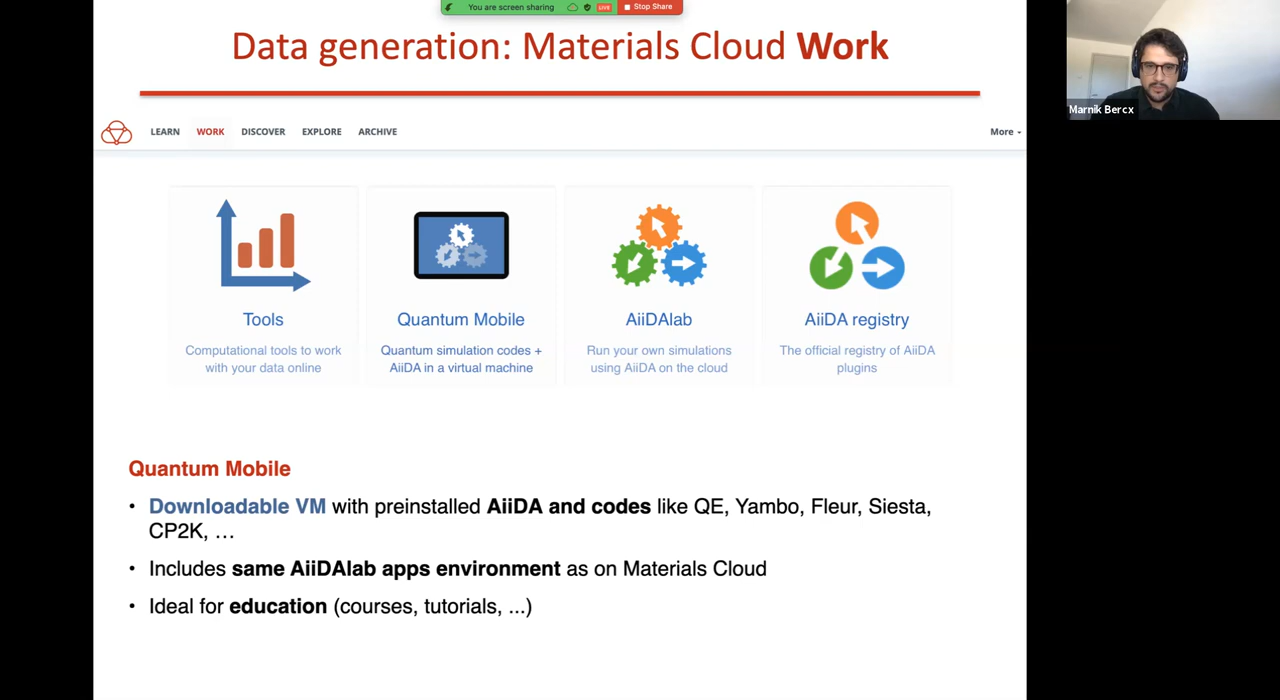 You are screen sharing LIVE Stop Share
Data generation: Materials Cloud Work
Marnik Bercx
LEARN WORK DISCOVER EXPLORE ARCHIVE More
Tools
Computational tools to work
with your data online
Quantum Mobile
Quantum simulation codes +
AiiDA in a virtual machine
AiiDAlab
Run your own simulations
using AiiDA on the cloud
AiiDA registry
The official registry of AiiDA
plugins
Quantum Mobile
• Downloadable VM with preinstalled AiiDA and codes like QE, Yambo, Fleur, Siesta,
CP2K, …
• Includes same AiiDAlab apps environment as on Materials Cloud
• Ideal for education (courses, tutorials, ...)